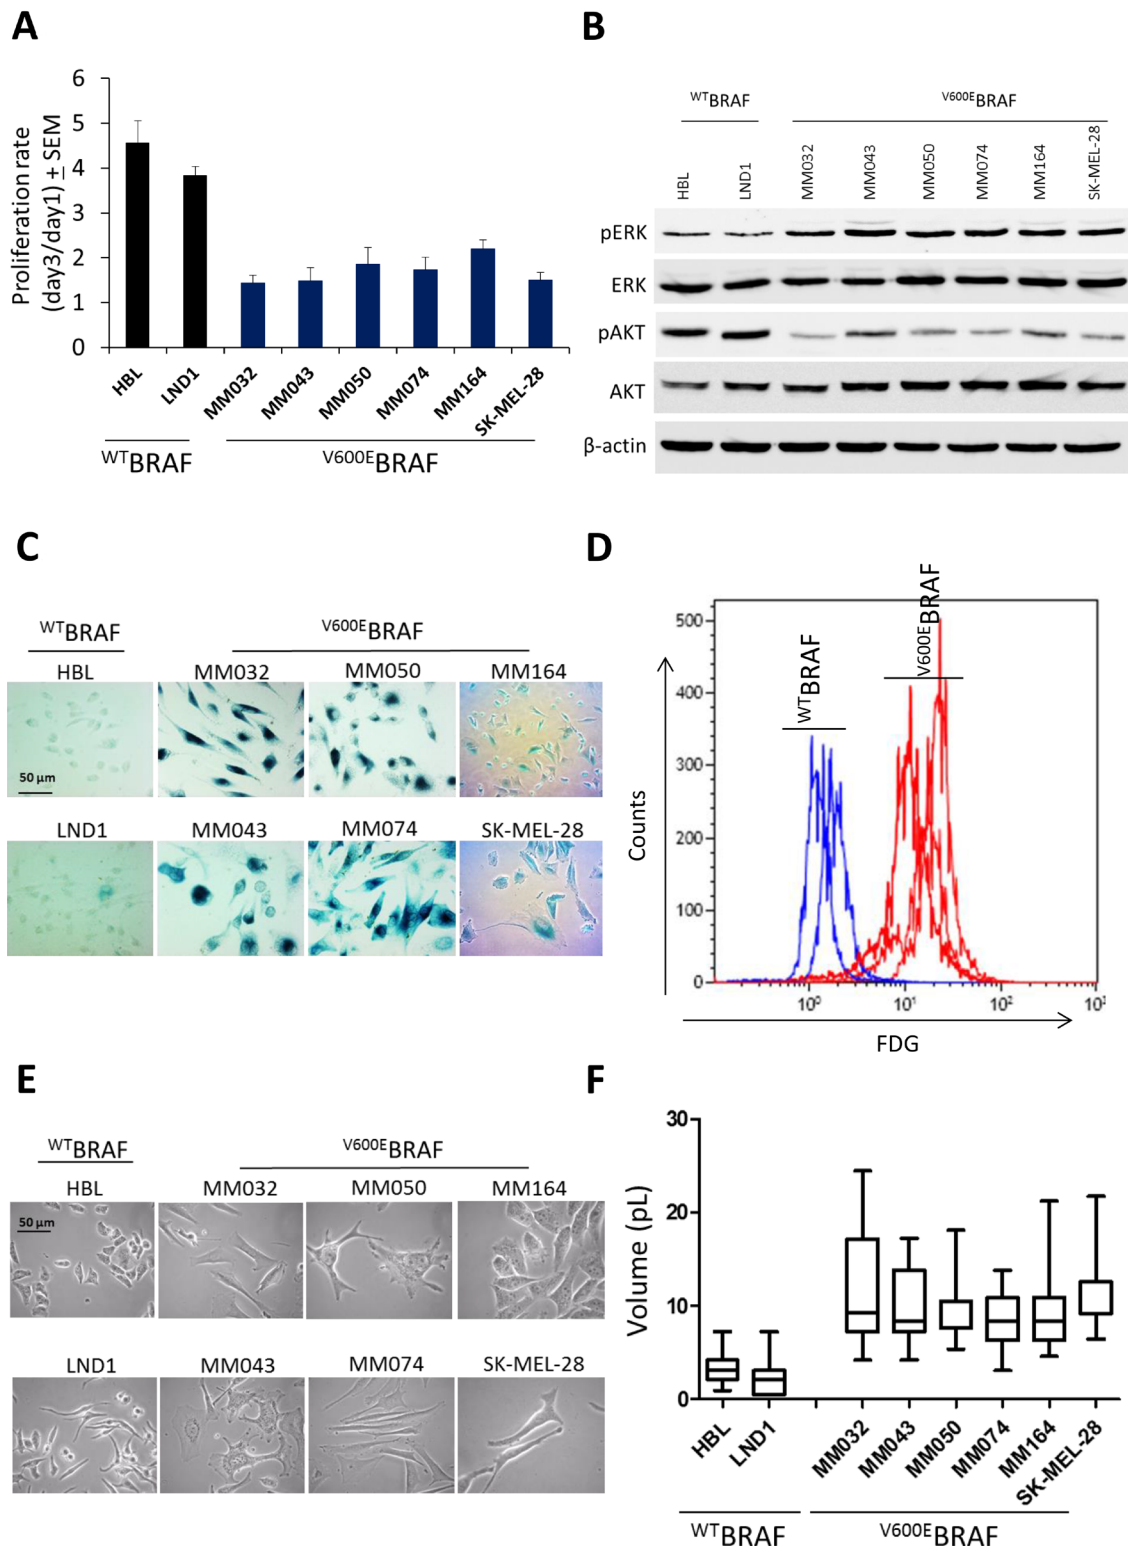 A
6
5
4
3
2
1
0
Proliferation rate
(day3/day1) ± SEM
HBL
LND1
MM032
MM043
MM050
MM074
MM164
SK-MEL-28
WTBRAF
V600EBRAF
B
WTBRAF
V600EBRAF
HBL
LND1
MM032
MM043
MM050
MM074
MM164
SK-MEL-28
pERK
ERK
pAKT
AKT
β-actin
C
WTBRAF
V600EBRAF
HBL
MM032
MM050
MM164
50 µm
LND1
MM043
MM074
SK-MEL-28
D
WTBRAF
V600EBRAF
500
400
300
200
100
0
Counts
10⁰
10¹
10²
10³
FDG
E
WTBRAF
V600EBRAF
HBL
MM032
MM050
MM164
50 µm
LND1
MM043
MM074
SK-MEL-28
F
30
20
10
0
Volume (pL)
HBL
LND1
MM032
MM043
MM050
MM074
MM164
SK-MEL-28
WTBRAF
V600EBRAF